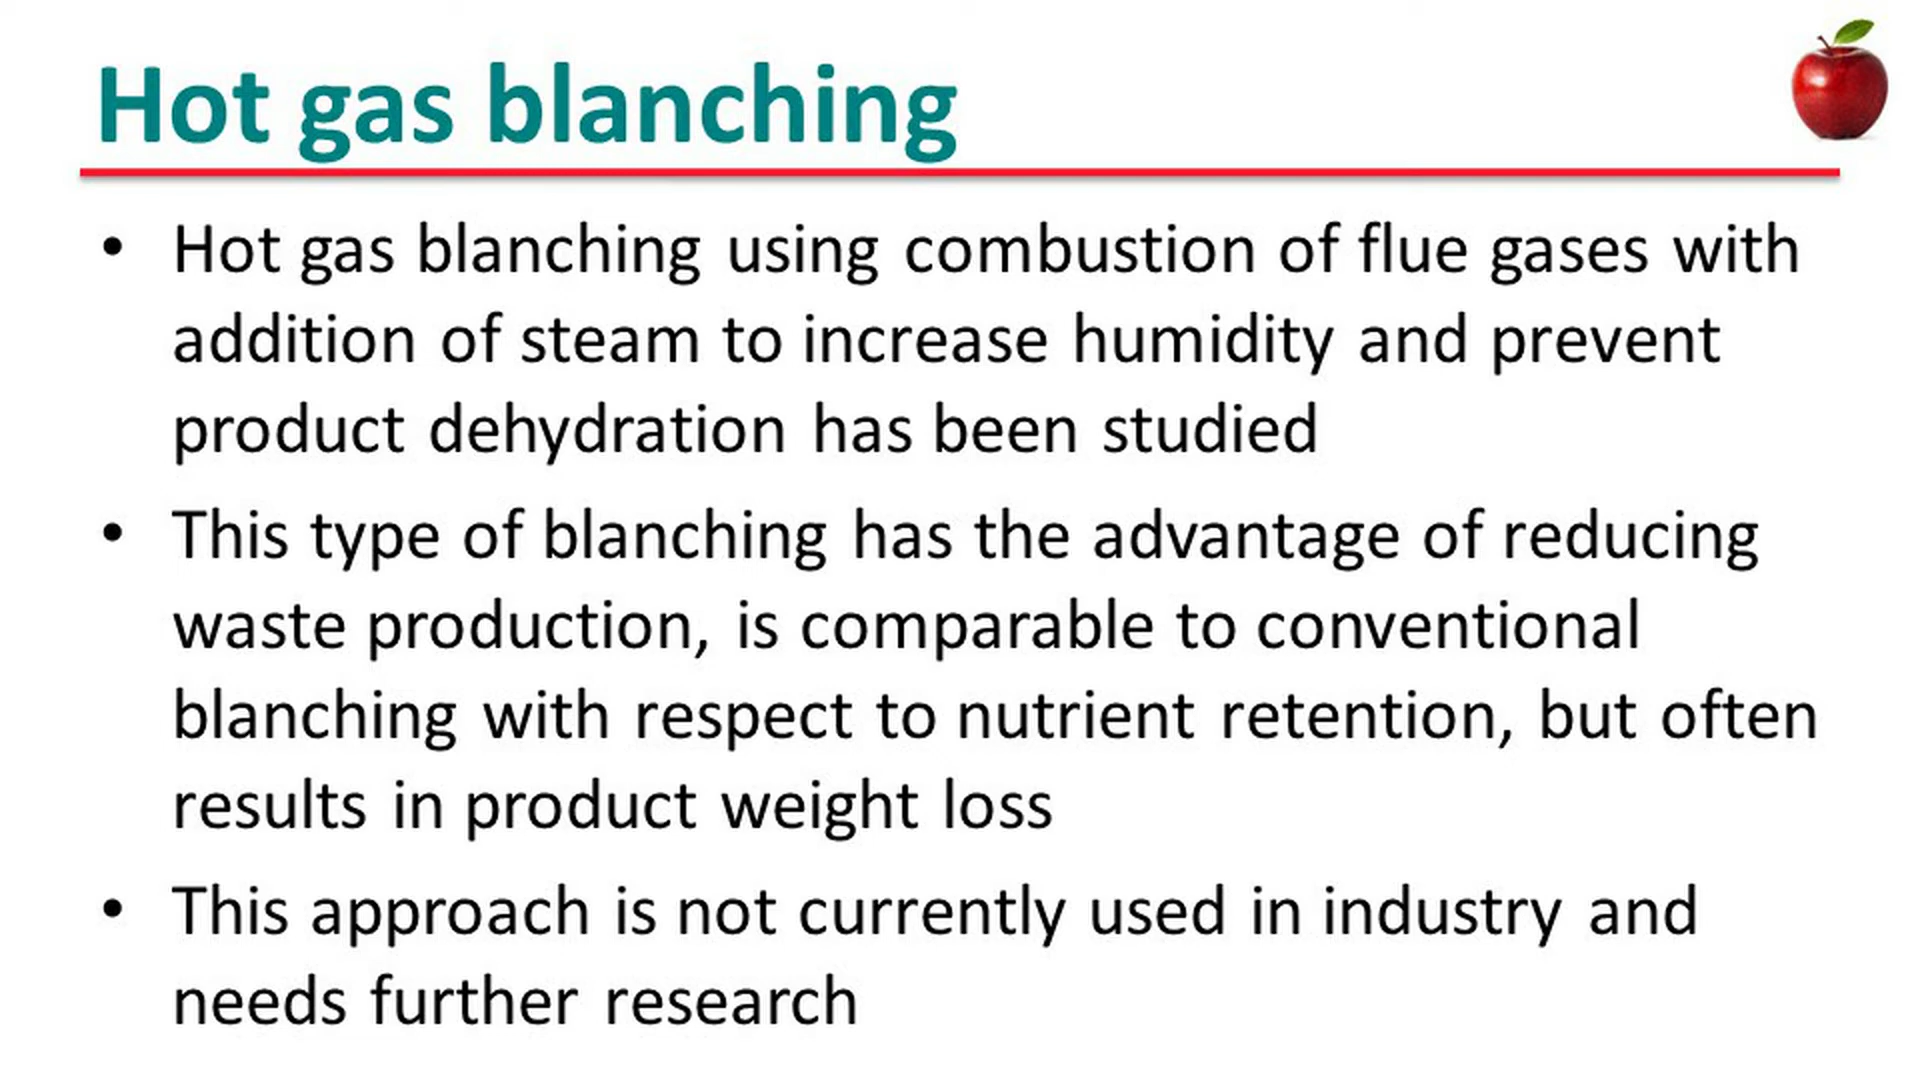 Hot gas blanching
• Hot gas blanching using combustion of flue gases with
addition of steam to increase humidity and prevent
product dehydration has been studied
• This type of blanching has the advantage of reducing
waste production, is comparable to conventional
blanching with respect to nutrient retention, but often
results in product weight loss
• This approach is not currently used in industry and
needs further research